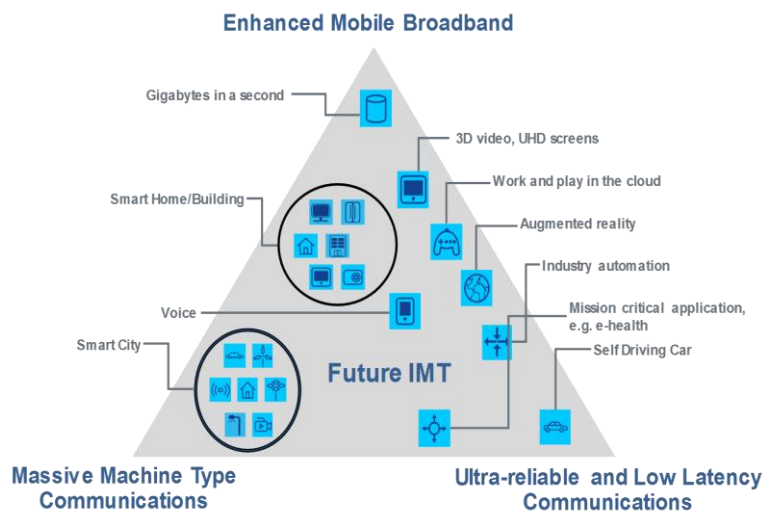 Enhanced Mobile Broadband
Gigabytes in a second
3D video, UHD screens
Work and play in the cloud
Smart Home/Building
Augmented reality
Industry automation
Mission critical application,
e.g. e-health
Voice
Self Driving Car
Smart City
Future IMT
Massive Machine Type
Communications
Ultra-reliable and Low Latency
Communications